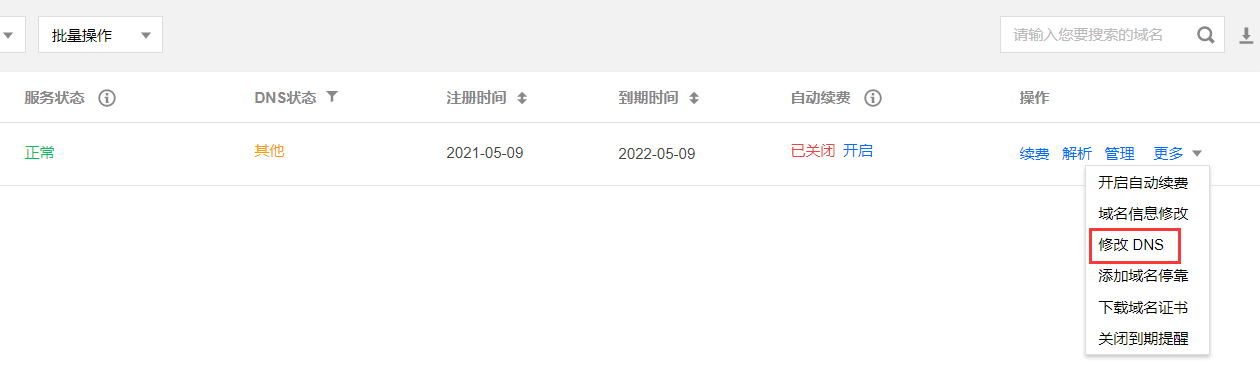 批量操作 请输入您要搜索的域名
服务状态 DNS状态 注册时间 到期时间 自动续费 操作
正常 其他 2021-05-09 2022-05-09 已关闭 开启 续费 解析 管理 更多
开启自动续费
域名信息修改
修改 DNS
添加域名停靠
下载域名证书
关闭到期提醒